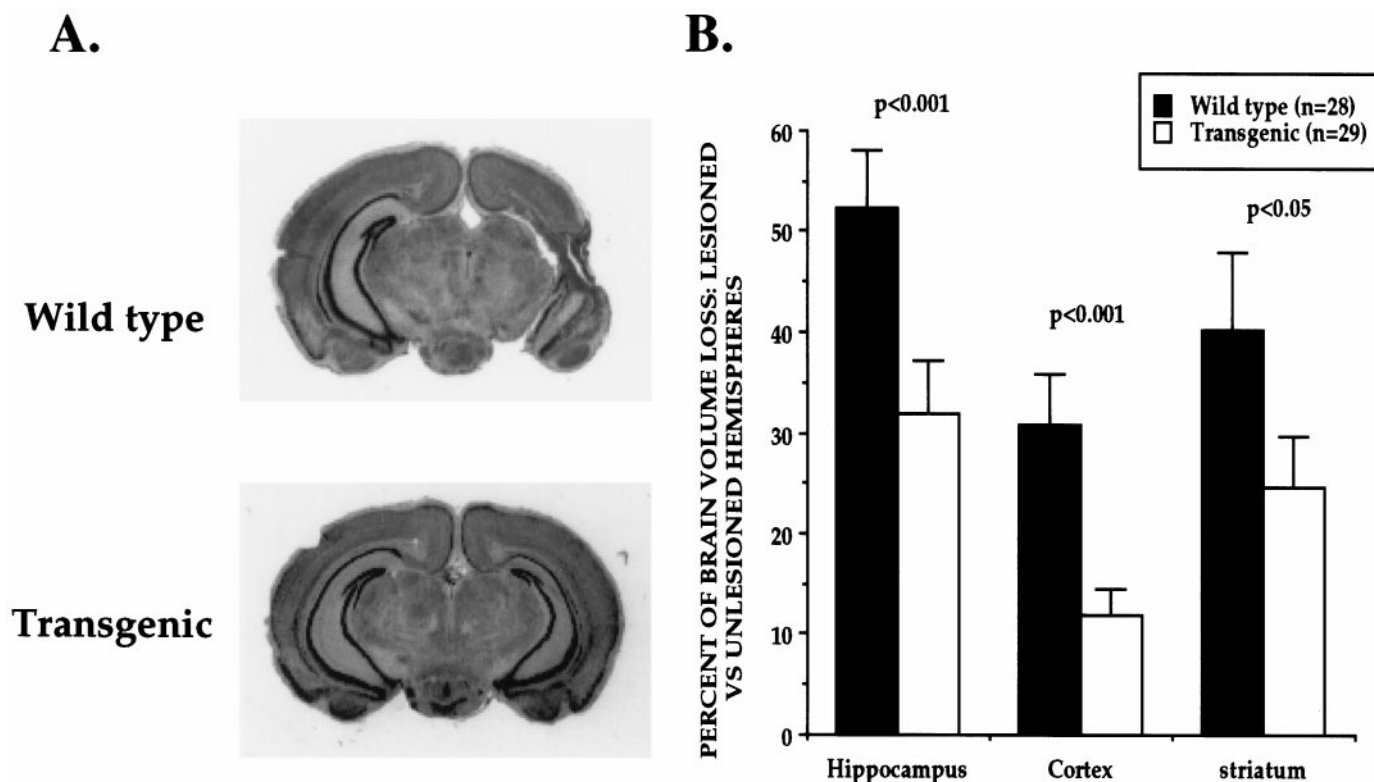 A.
Wild type
Transgenic
B.
Wild type (n=28)
Transgenic (n=29)
PERCENT OF BRAIN VOLUME LOSS: LESIONED
VS UNLESIONED HEMISPHERES
60
50
40
30
20
10
0
p<0.001
p<0.001
p<0.05
Hippocampus
Cortex
striatum